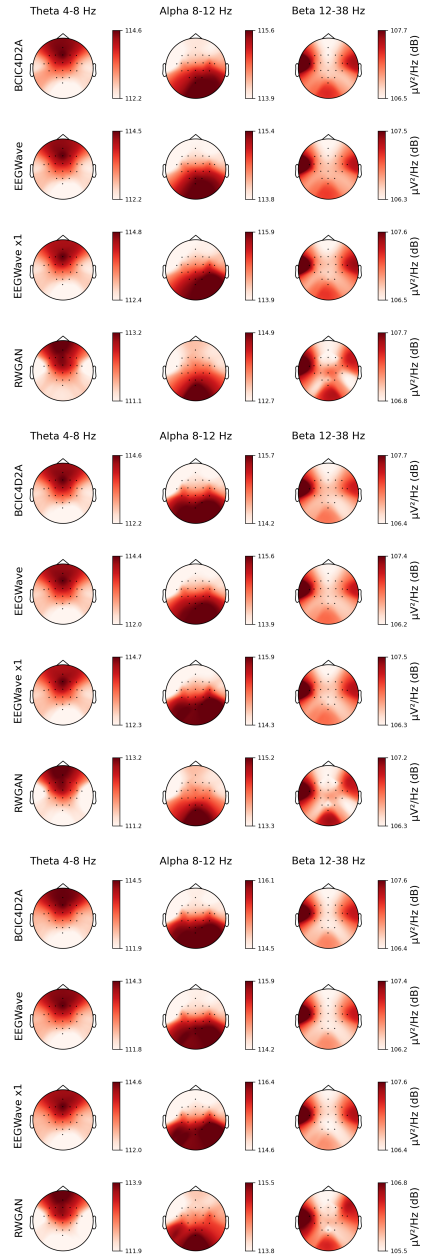 Theta 4-8 Hz Alpha 8-12 Hz Beta 12-38 Hz
BCIC4D2A 114.6 112.2 115.6 113.9 107.7 106.5 µV²/Hz (dB)
EEGWave 114.5 112.2 115.4 113.8 107.5 106.3 µV²/Hz (dB)
EEGWave x1 114.8 112.4 115.9 113.9 107.6 106.5 µV²/Hz (dB)
RWGAN 113.2 111.1 114.9 112.7 107.7 106.8 µV²/Hz (dB)
Theta 4-8 Hz Alpha 8-12 Hz Beta 12-38 Hz
BCIC4D2A 114.6 112.2 115.7 114.2 107.7 106.4 µV²/Hz (dB)
EEGWave 114.4 112.0 115.6 113.9 107.4 106.2 µV²/Hz (dB)
EEGWave x1 114.7 112.3 115.9 114.3 107.5 106.3 µV²/Hz (dB)
RWGAN 113.2 111.2 115.2 113.3 107.2 106.3 µV²/Hz (dB)
Theta 4-8 Hz Alpha 8-12 Hz Beta 12-38 Hz
BCIC4D2A 114.5 111.9 116.1 114.5 107.6 106.4 µV²/Hz (dB)
EEGWave 114.3 111.8 115.9 114.2 107.4 106.2 µV²/Hz (dB)
EEGWave x1 114.6 112.0 116.4 114.6 107.6 106.4 µV²/Hz (dB)
RWGAN 113.9 111.9 115.5 113.8 106.8 105.5 µV²/Hz (dB)